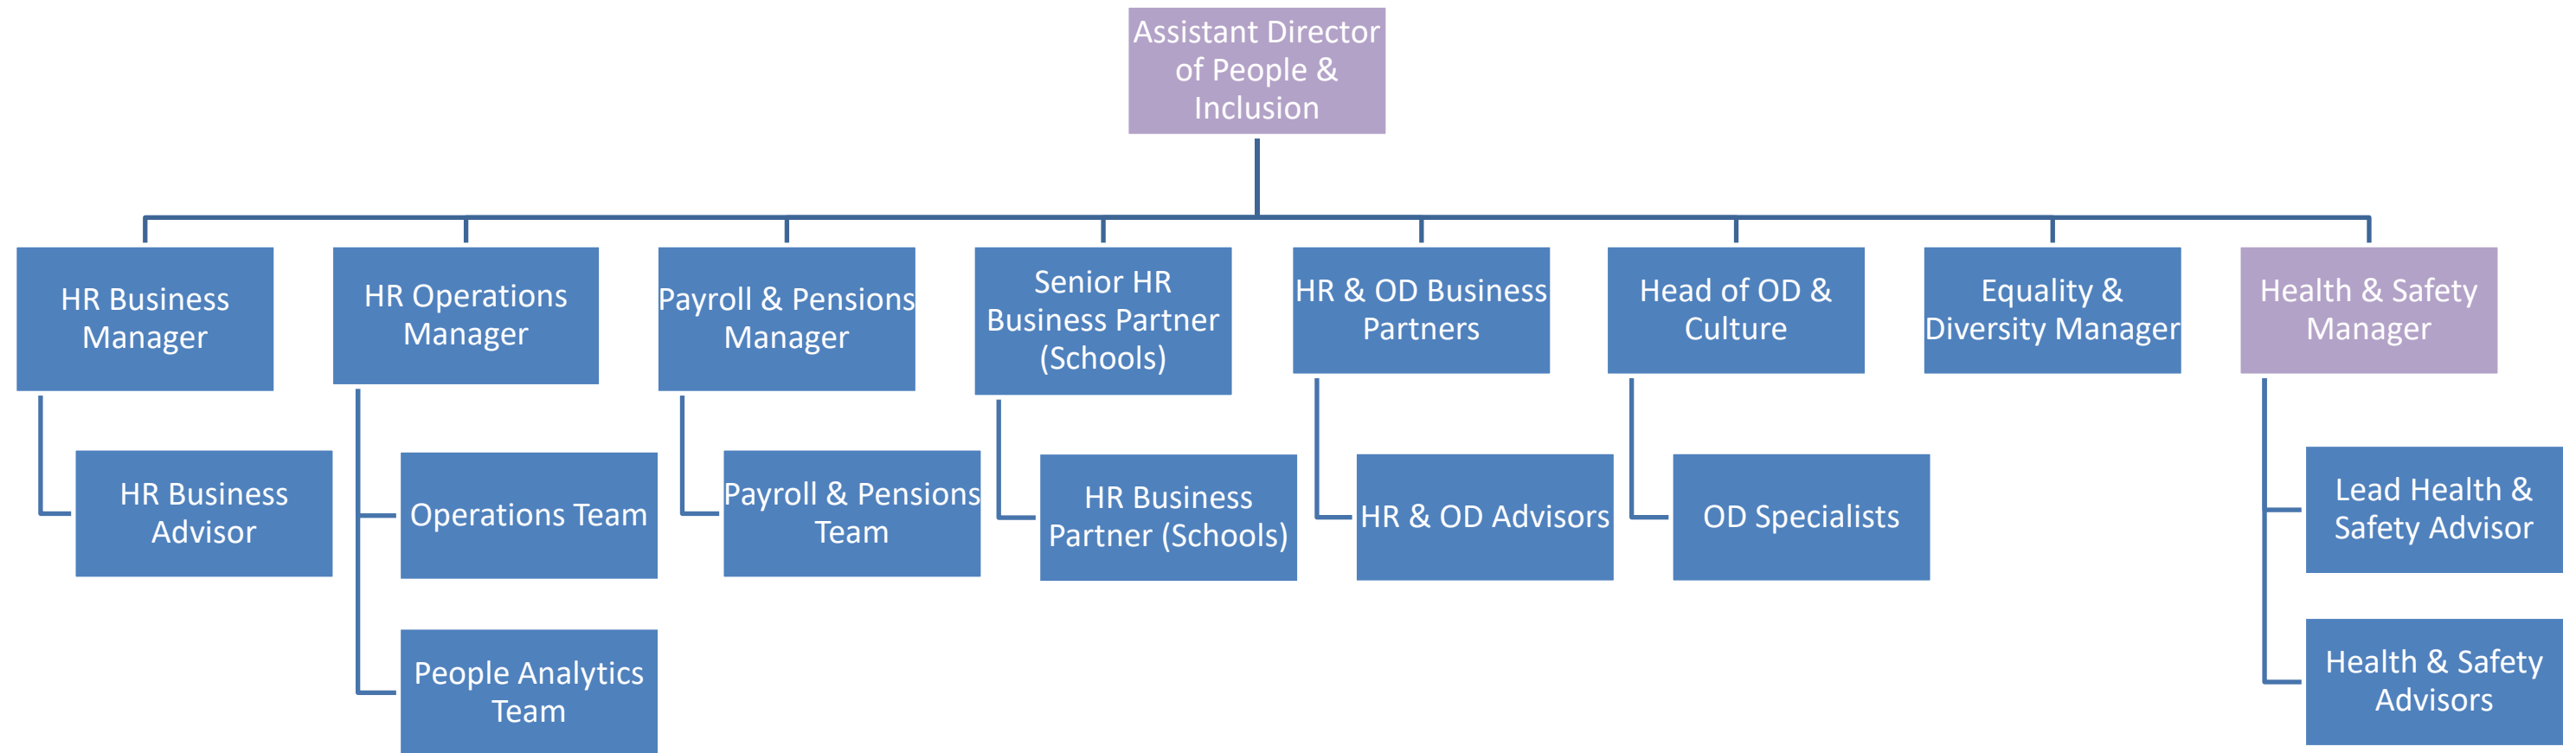 Assistant Director
of People &
Inclusion
HR Business
Manager
HR Operations
Manager
Payroll & Pensions
Manager
Senior HR
Business Partner
(Schools)
HR & OD Business
Partners
Head of OD &
Culture
Equality &
Diversity Manager
Health & Safety
Manager
HR Business
Advisor
Operations Team
Payroll & Pensions
Team
HR Business
Partner (Schools)
HR & OD Advisors
OD Specialists
Lead Health &
Safety Advisor
People Analytics
Team
Health & Safety
Advisors